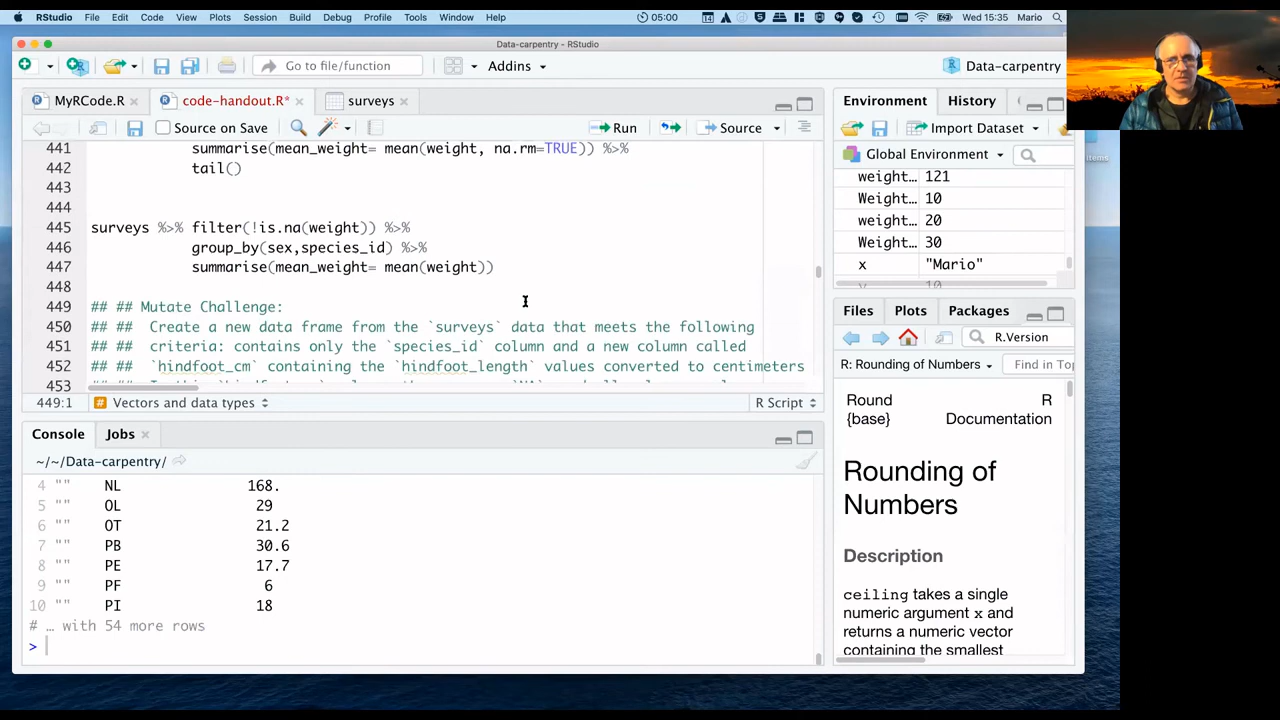 RStudio File Edit Code View Plots Session Build Debug Profile Tools Window Help 05:00 14 Wed 15:35 Mario
Data-carpentry - RStudio
Go to file/function Addins Data-carpentry
MyRCode.R code-handout.R* surveys
Source on Save Run Source
441 summarise(mean_weight= mean(weight, na.rm=TRUE)) %>%
442 tail()
443
444
445 surveys %>% filter(!is.na(weight)) %>%
446 group_by(sex,species_id) %>%
447 summarise(mean_weight= mean(weight))
448
449 ## ## Mutate Challenge:
450 ## ## Create a new data frame from the `surveys` data that meets the following
451 ## ## criteria: contains only the `species_id` column and a new column called
452 ## ## `hindfoot_cm` containing the `hindfoot_length` values converted to centimeters
453
449:1 # Vectors and data types R Script
Console Jobs
~/~/Data-carpentry/
4 "" NL 168.
5 "" OL 29
6 "" OT 21.2
7 "" PB 30.6
8 "" PE 17.7
9 "" PF 6
10 "" PI 18
# … with 54 more rows
>
Environment History
Import Dataset
Global Environment
weight… 121
Weight… 10
weight… 20
Weight… 30
x "Mario"
Files Plots Packages
R.Version
R: Rounding of Numbers Find in Top
Round R
{base} Documentation
Rounding of
Numbers
Description
ceiling takes a single
numeric argument x and
returns a numeric vector
containing the smallest
items